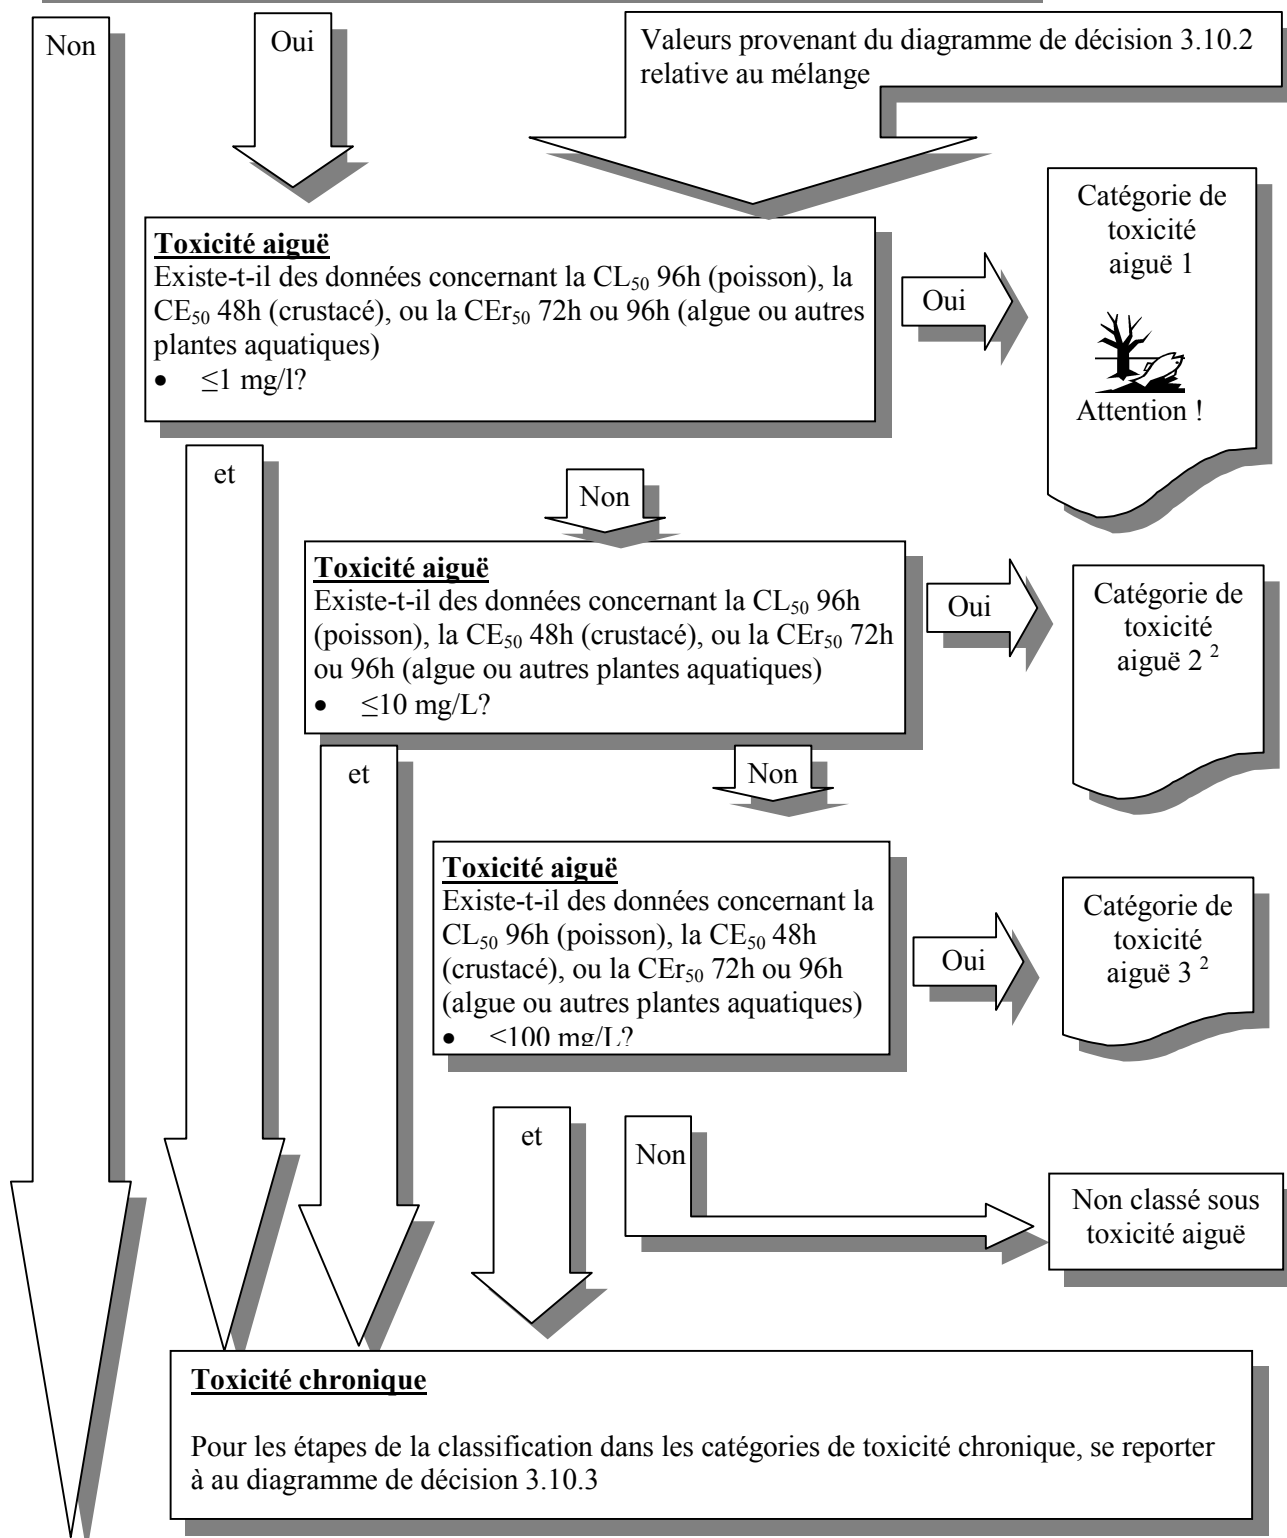 Non
Oui
Valeurs provenant du diagramme de décision 3.10.2
relative au mélange
Toxicité aiguë
Existe-t-il des données concernant la CL50 96h (poisson), la
CE50 48h (crustacé), ou la CEr50 72h ou 96h (algue ou autres
plantes aquatiques)
• ≤1 mg/l?
Oui
Catégorie de
toxicité
aiguë 1
Attention !
et
Non
Toxicité aiguë
Existe-t-il des données concernant la CL50 96h
(poisson), la CE50 48h (crustacé), ou la CEr50 72h
ou 96h (algue ou autres plantes aquatiques)
• ≤10 mg/L?
Oui
Catégorie de
toxicité
aiguë 2 2
et
Non
Toxicité aiguë
Existe-t-il des données concernant la
CL50 96h (poisson), la CE50 48h
(crustacé), ou la CEr50 72h ou 96h
(algue ou autres plantes aquatiques)
• <100 mg/L?
Oui
Catégorie de
toxicité
aiguë 3 2
et
Non
Non classé sous
toxicité aiguë
Toxicité chronique
Pour les étapes de la classification dans les catégories de toxicité chronique, se reporter
à au diagramme de décision 3.10.3